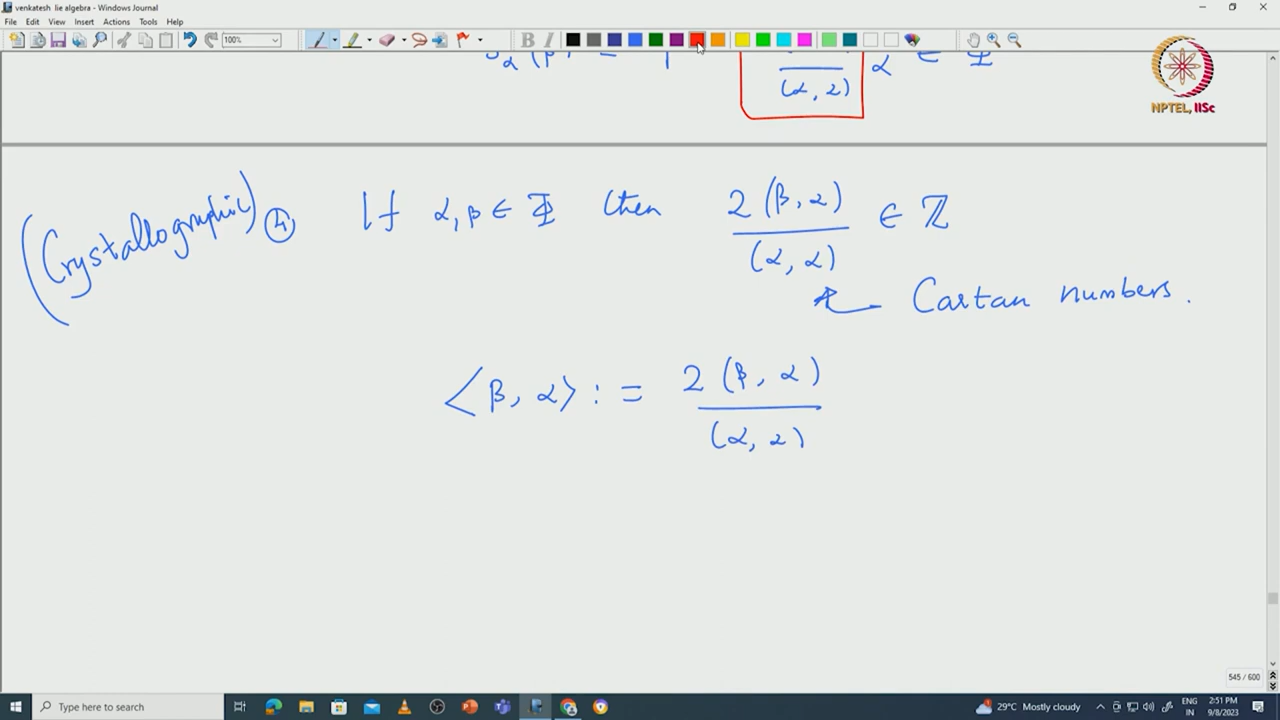 venkatesh lie algebra - Windows Journal
File Edit View Insert Actions Tools Help
100%
B I
(α, α) α ∈ Φ
NPTEL, IISc
(Crystallographic) ④ If α, β ∈ Φ then 2 (β, α) / (α, α) ∈ ℤ
Cartan numbers.
<β, α> := 2 (β, α) / (α, α)
545 / 600
Type here to search
29°C Mostly cloudy
ENG
IN
2:51 PM
9/8/2023